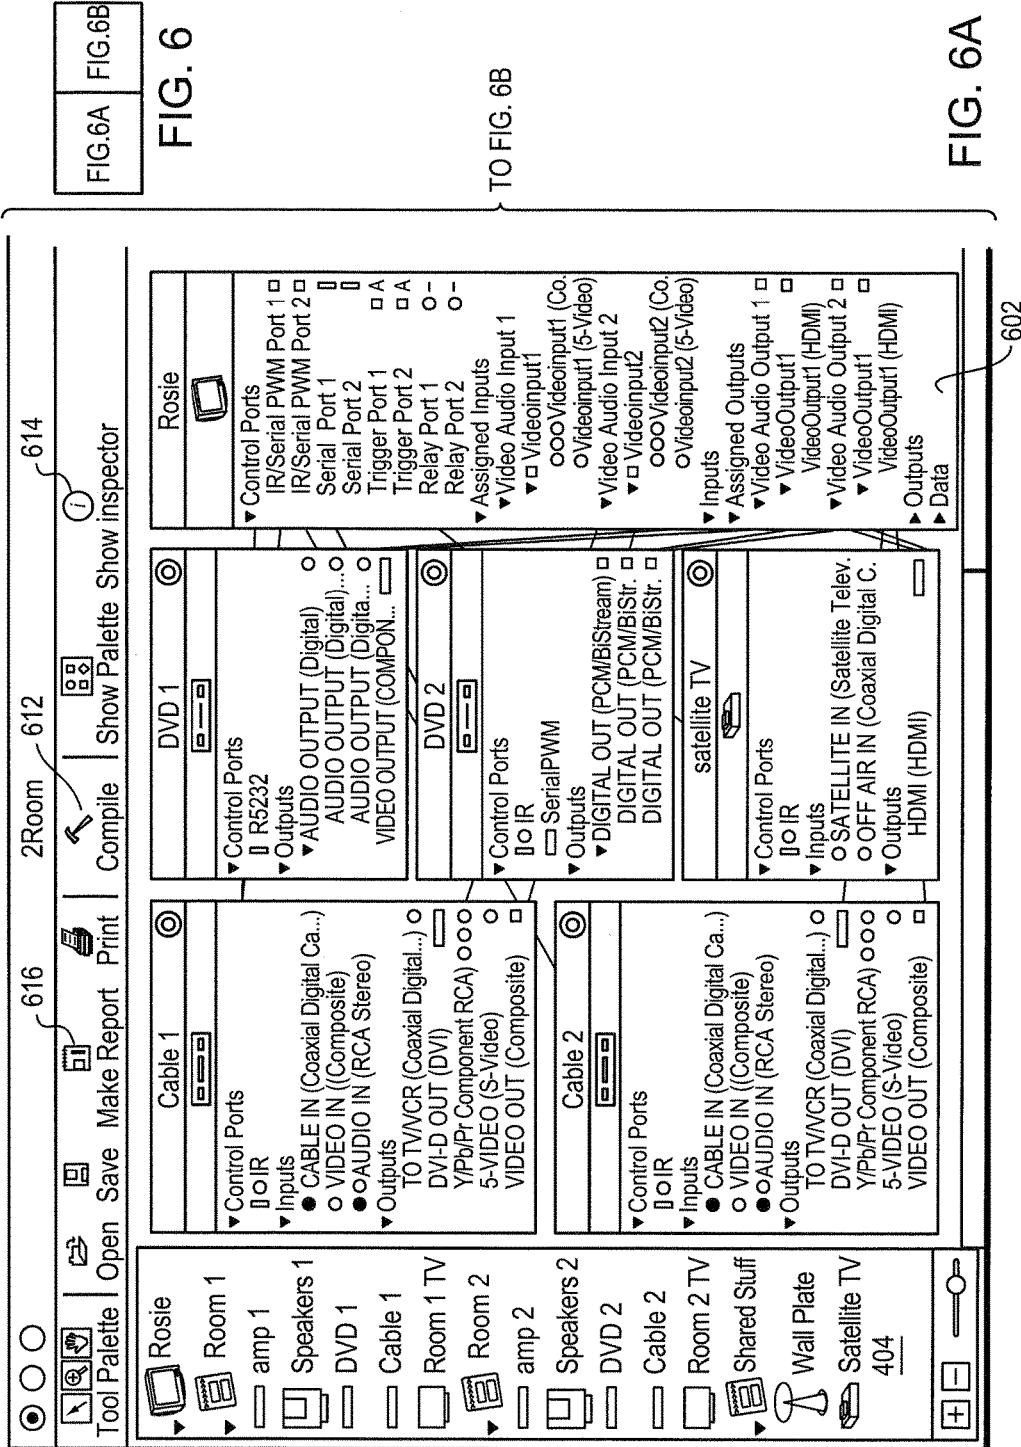 FIG.6A FIG.6B
FIG. 6
TO FIG. 6B
FIG. 6A
2Room
616
612
614
602
Tool Palette
Open
Save
Make Report
Print
Compile
Show Palette
Show inspector
Rosie
Room 1
amp 1
Speakers 1
DVD 1
Cable 1
Room 1 TV
Room 2
amp 2
Speakers 2
DVD 2
Cable 2
Room 2 TV
Shared Stuff
Wall Plate
Satellite TV
404
Cable 1
Control Ports
IR
Inputs
CABLE IN (Coaxial Digital Ca...)
VIDEO IN ((Composite)
AUDIO IN (RCA Stereo)
Outputs
TO TV/VCR (Coaxial Digital...)
DVI-D OUT (DVI)
Y/Pb/Pr Component RCA)
5-VIDEO (S-Video)
VIDEO OUT (Composite)
Cable 2
Control Ports
IR
Inputs
CABLE IN (Coaxial Digital Ca...)
VIDEO IN ((Composite)
AUDIO IN (RCA Stereo)
Outputs
TO TV/VCR (Coaxial Digital...)
DVI-D OUT (DVI)
Y/Pb/Pr Component RCA)
5-VIDEO (S-Video)
VIDEO OUT (Composite)
DVD 1
Control Ports
R5232
Outputs
AUDIO OUTPUT (Digital)
AUDIO OUTPUT (Digital)...
AUDIO OUTPUT (Digita...
VIDEO OUTPUT (COMPON...
DVD 2
Control Ports
IR
SerialPWM
Outputs
DIGITAL OUT (PCM/BiStream)
DIGITAL OUT (PCM/BiStr.
DIGITAL OUT (PCM/BiStr.
satellite TV
Control Ports
IR
Inputs
SATELLITE IN (Satellite Telev.
OFF AIR IN (Coaxial Digital C.
Outputs
HDMI (HDMI)
Rosie
Control Ports
IR/Serial PWM Port 1
IR/Serial PWM Port 2
Serial Port 1
Serial Port 2
Trigger Port 1 A
Trigger Port 2 A
Relay Port 1
Relay Port 2
Assigned Inputs
Video Audio Input 1
Videoinput1
Videoinput1 (Co.
Videoinput1 (5-Video)
Video Audio Input 2
Videoinput2
Videoinput2 (Co.
Videoinput2 (5-Video)
Inputs
Assigned Outputs
Video Audio Output 1
VideoOutput1
VideoOutput1 (HDMI)
Video Audio Output 2
VideoOutput1
VideoOutput1 (HDMI)
Outputs
Data